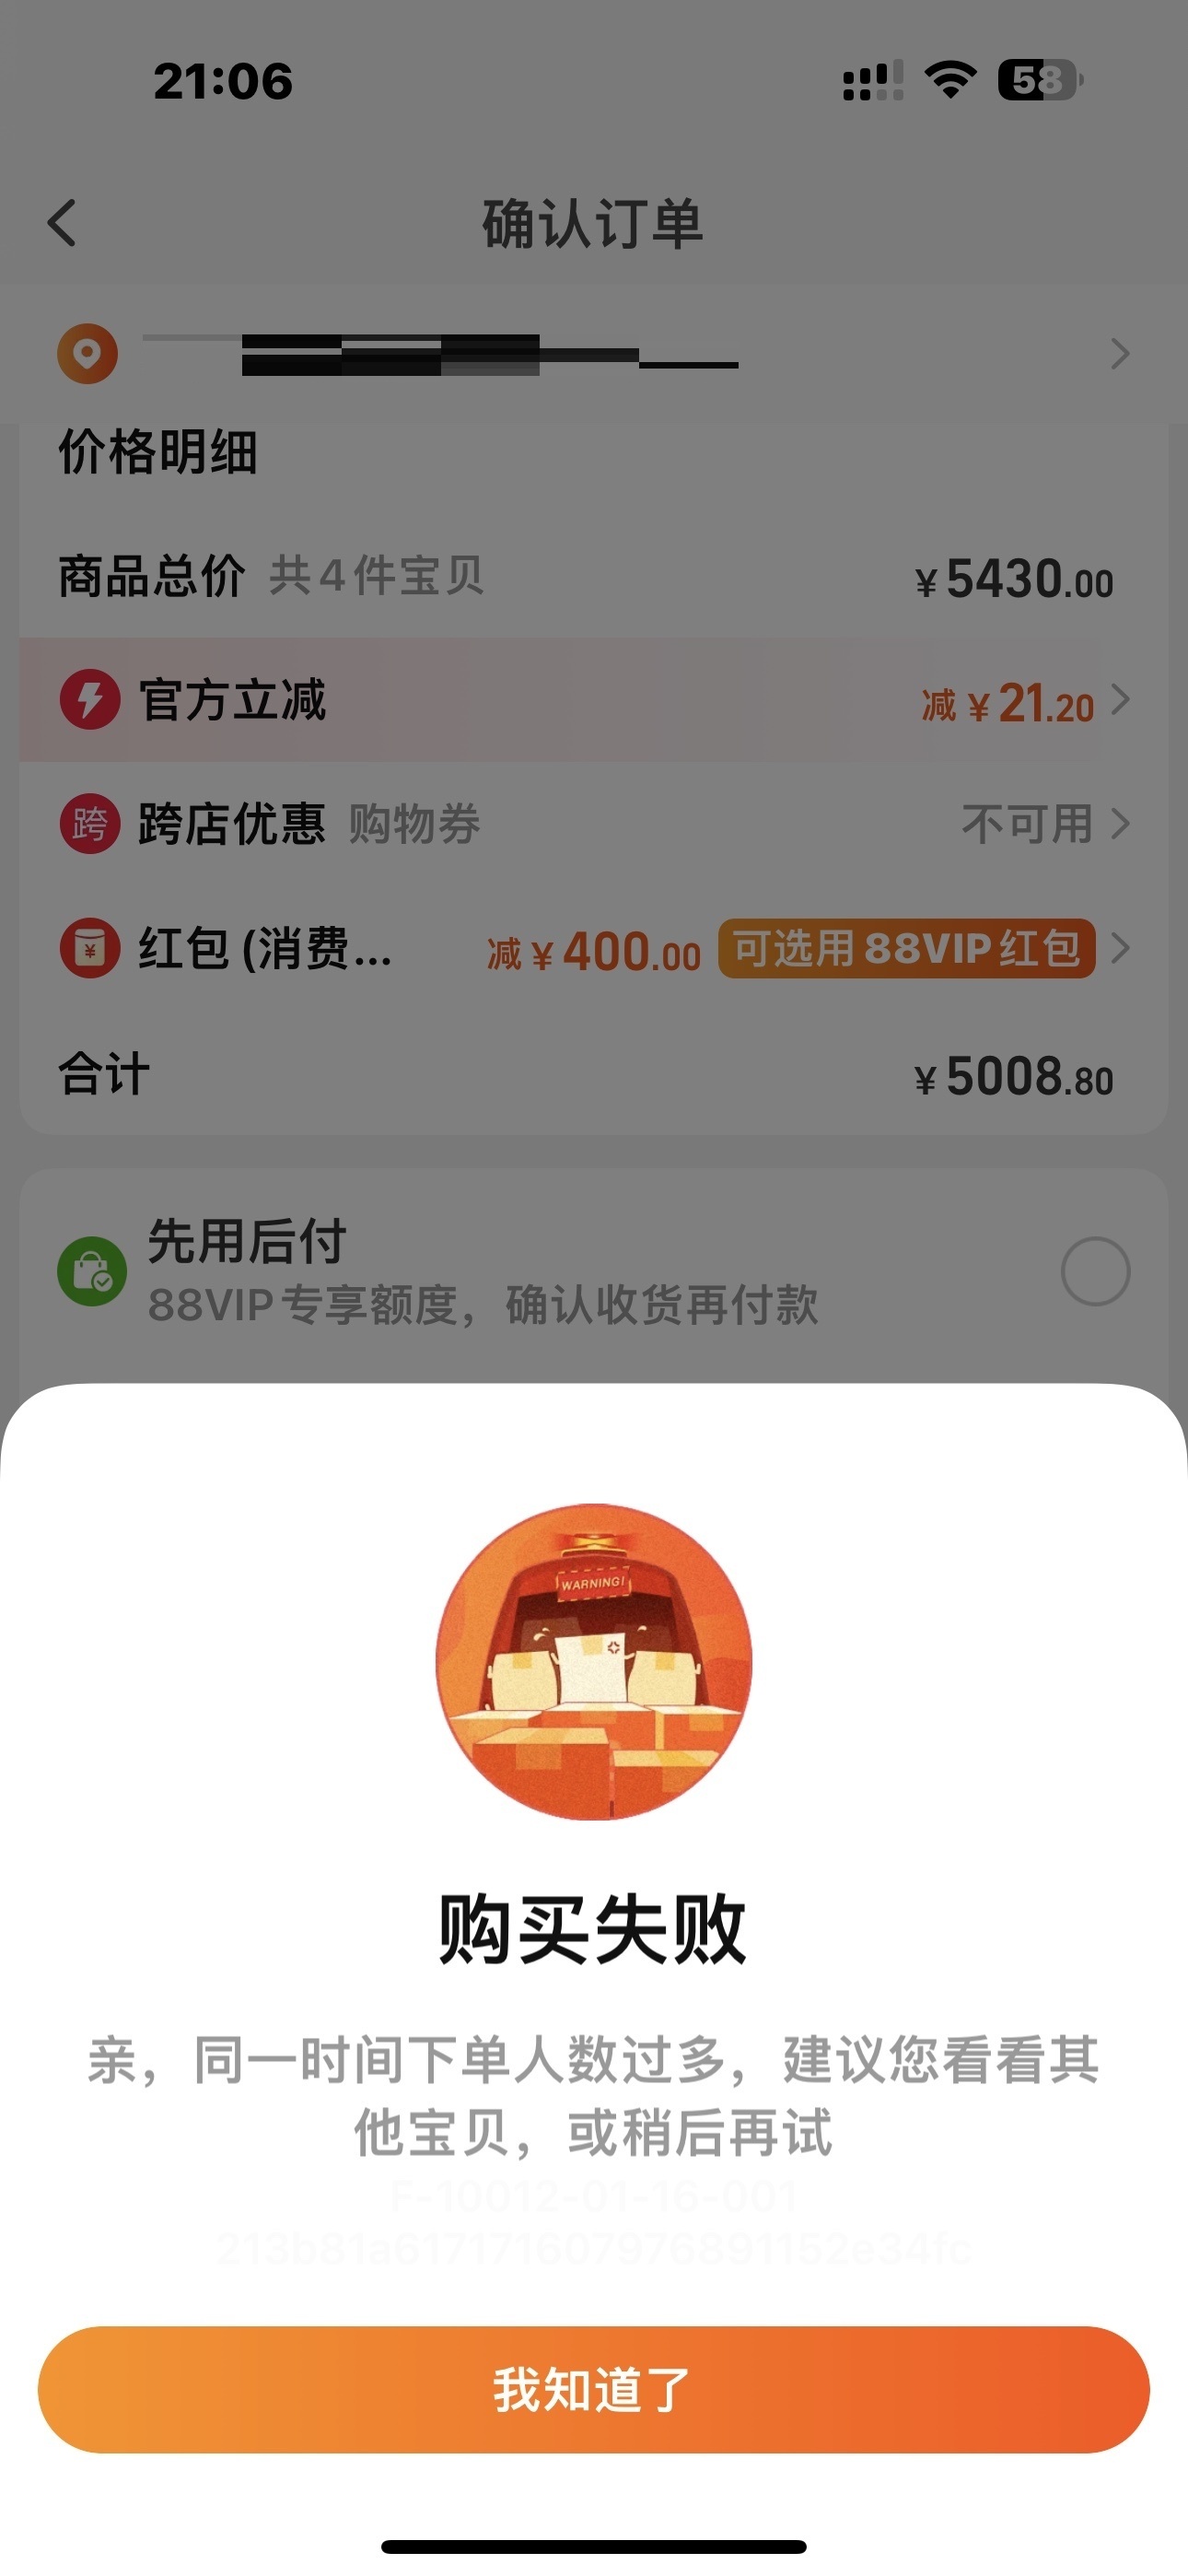 21:06
58
确认订单
价格明细
商品总价 共4件宝贝 ¥5430.00
官方立减 减¥21.20
跨 跨店优惠 购物券 不可用
红包 (消费... 减¥400.00 可选用88VIP红包
合计 ¥5008.80
先用后付
88VIP专享额度，确认收货再付款
WARNING!
购买失败
亲，同一时间下单人数过多，建议您看看其
他宝贝，或稍后再试
F-10012-01-16-001
213b81a617171607976891152e34fc
我知道了